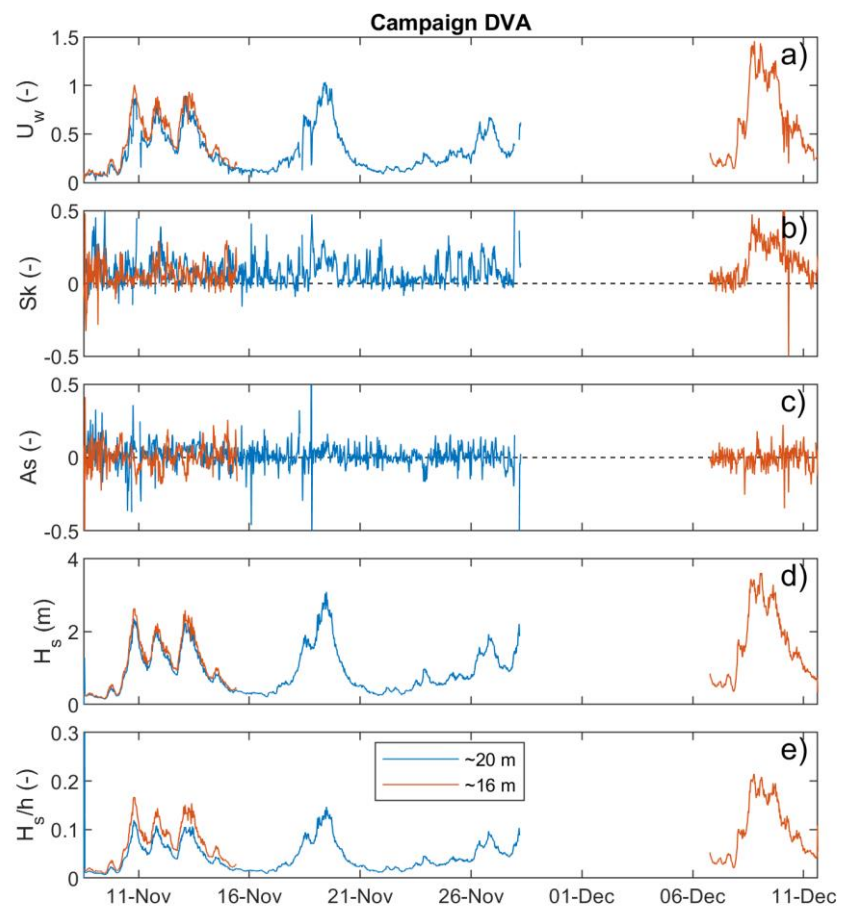 Campaign DVA
a)
U_w (-)
1.5
1
0.5
0
b)
Sk (-)
0.5
0
-0.5
c)
As (-)
0.5
0
-0.5
d)
H_s (m)
4
2
0
e)
H_s/h (-)
0.3
0.2
0.1
0
~20 m
~16 m
11-Nov 16-Nov 21-Nov 26-Nov 01-Dec 06-Dec 11-Dec